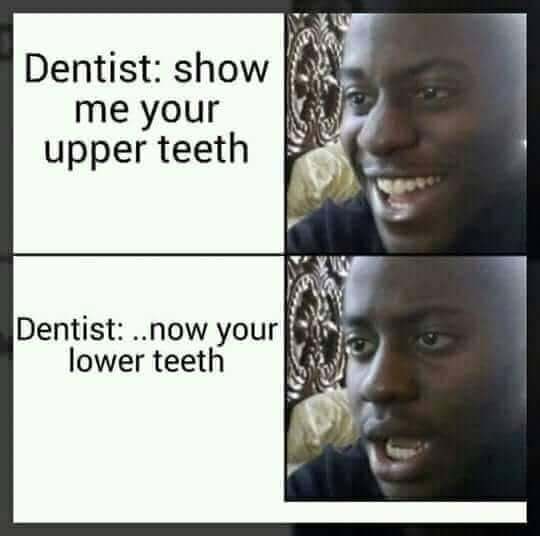 Dentist: show
me your
upper teeth
Dentist: ..now your
lower teeth